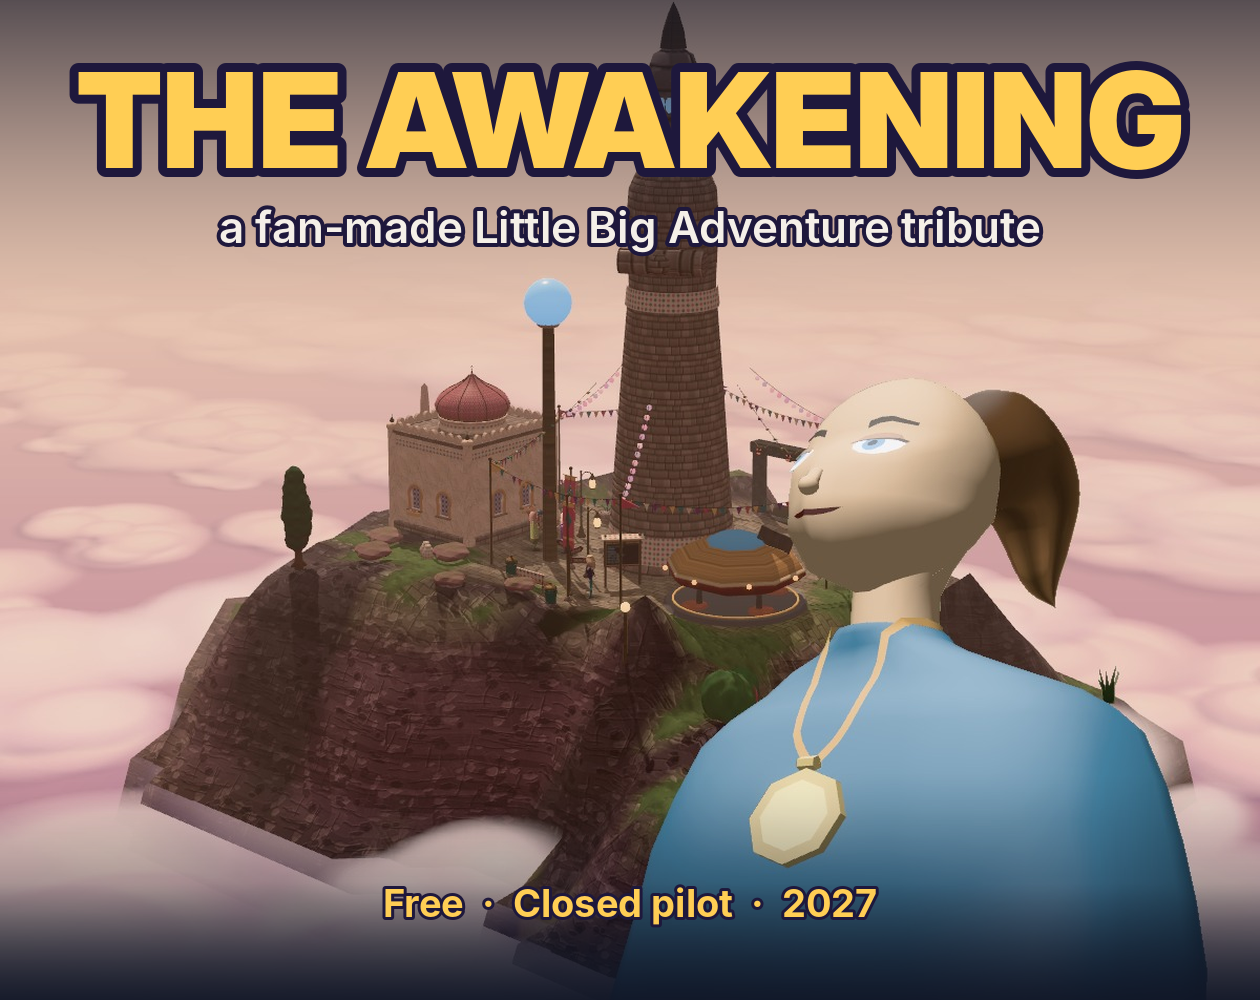 THE AWAKENING
a fan-made Little Big Adventure tribute
Free · Closed pilot · 2027